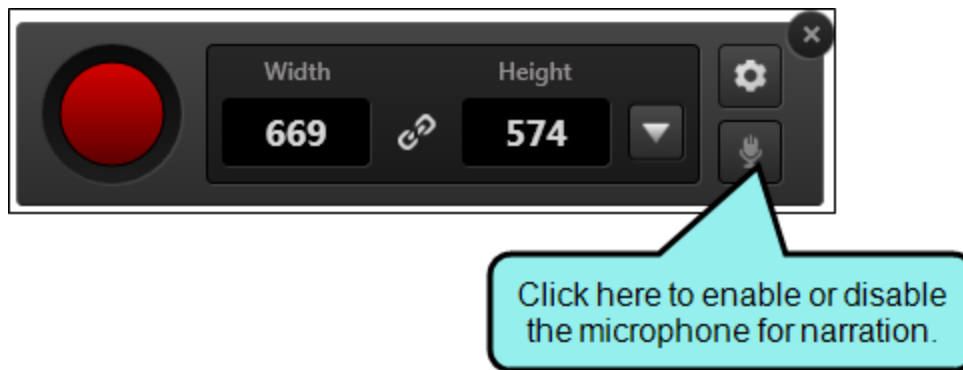 Width Height
669 574
Click here to enable or disable
the microphone for narration.